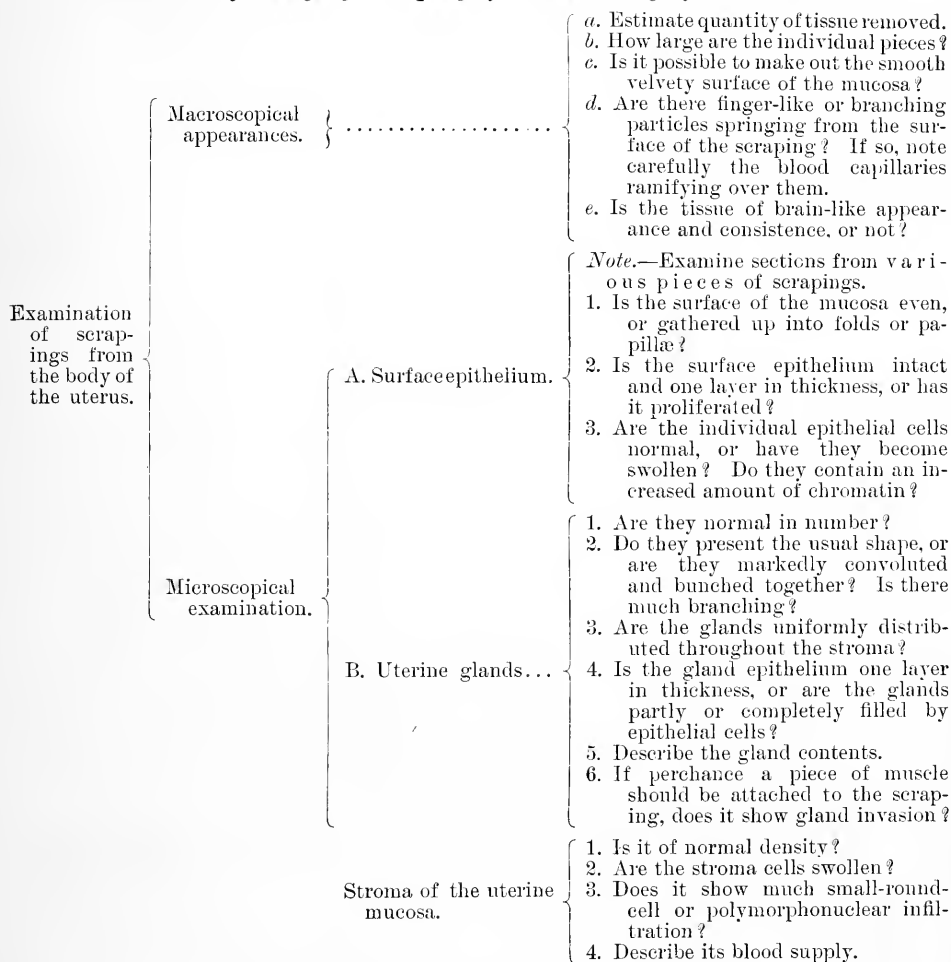 Examination
of scrap-
ings from
the body of
the uterus.
Macroscopical
appearances.
a. Estimate quantity of tissue removed.
b. How large are the individual pieces?
c. Is it possible to make out the smooth
velvety surface of the mucosa?
d. Are there finger-like or branching
particles springing from the sur-
face of the scraping? If so, note
carefully the blood capillaries
ramifying over them.
e. Is the tissue of brain-like appear-
ance and consistence, or not?
Microscopical
examination.
A. Surface epithelium.
Note.—Examine sections from vari-
ous pieces of scrapings.
1. Is the surface of the mucosa even,
or gathered up into folds or pa-
pillæ?
2. Is the surface epithelium intact
and one layer in thickness, or has
it proliferated?
3. Are the individual epithelial cells
normal, or have they become
swollen? Do they contain an in-
creased amount of chromatin?
B. Uterine glands...
1. Are they normal in number?
2. Do they present the usual shape, or
are they markedly convoluted
and bunched together? Is there
much branching?
3. Are the glands uniformly distrib-
uted throughout the stroma?
4. Is the gland epithelium one layer
in thickness, or are the glands
partly or completely filled by
epithelial cells?
5. Describe the gland contents.
6. If perchance a piece of muscle
should be attached to the scrap-
ing, does it show gland invasion?
Stroma of the uterine
mucosa.
1. Is it of normal density?
2. Are the stroma cells swollen?
3. Does it show much small-round-
cell or polymorphonuclear infil-
tration?
4. Describe its blood supply.